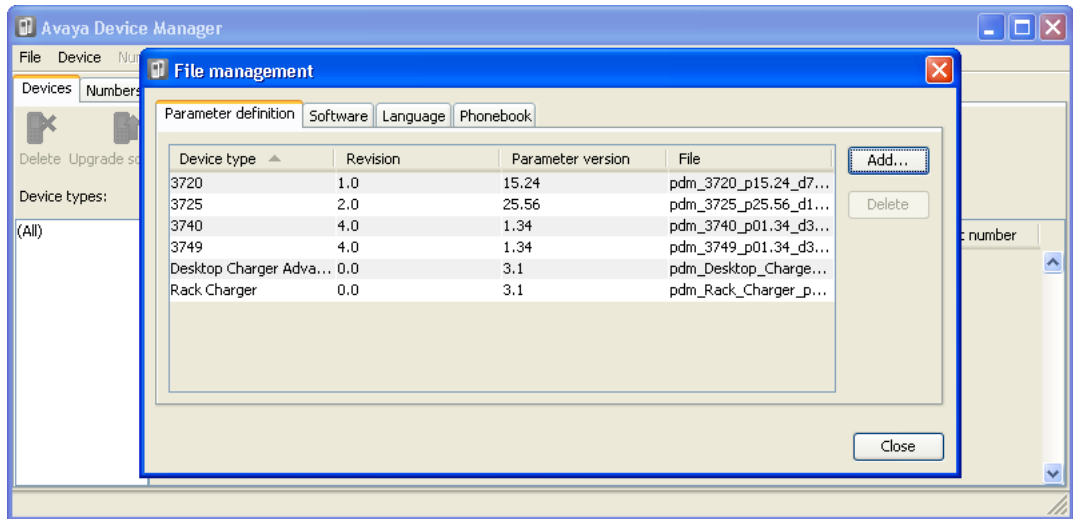 Avaya Device Manager
File Device Nu
File management
Devices Numbers
Parameter definition Software Language Phonebook
Delete Upgrade so
Device type Revision Parameter version File
Add...
3720 1.0 15.24 pdm_3720_p15.24_d7...
Device types:
3725 2.0 25.56 pdm_3725_p25.56_d1...
Delete
3740 4.0 1.34 pdm_3740_p01.34_d3...
(All)
t number
3749 4.0 1.34 pdm_3749_p01.34_d3...
Desktop Charger Adva... 0.0 3.1 pdm_Desktop_Charge...
Rack Charger 0.0 3.1 pdm_Rack_Charger_p...
Close